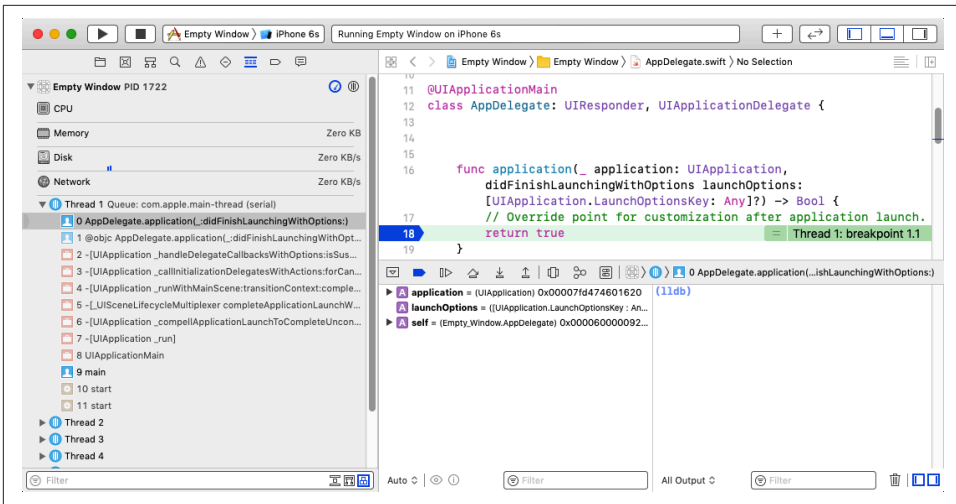 Empty Window 〉 iPhone 6s
Running Empty Window on iPhone 6s
Empty Window PID 1722
CPU
Memory Zero KB
Disk Zero KB/s
Network Zero KB/s
Thread 1 Queue: com.apple.main-thread (serial)
0 AppDelegate.application(_:didFinishLaunchingWithOptions:)
1 @objc AppDelegate.application(_:didFinishLaunchingWithOpt...
2 -[UIApplication _handleDelegateCallbacksWithOptions:isSus...
3 -[UIApplication _callInitializationDelegatesWithActions:forCan...
4 -[UIApplication _runWithMainScene:transitionContext:comple...
5 -[_UISceneLifecycleMultiplexer completeApplicationLaunchW...
6 -[UIApplication _compellApplicationLaunchToCompleteUncon...
7 -[UIApplication _run]
8 UIApplicationMain
9 main
10 start
11 start
Thread 2
Thread 3
Thread 4
Filter
Empty Window 〉 Empty Window 〉 AppDelegate.swift 〉 No Selection
10
11 @UIApplicationMain
12 class AppDelegate: UIResponder, UIApplicationDelegate {
13
14
15
16 func application(_ application: UIApplication,
didFinishLaunchingWithOptions launchOptions:
[UIApplication.LaunchOptionsKey: Any]?) -> Bool {
17 // Override point for customization after application launch.
18 return true = Thread 1: breakpoint 1.1
19 }
0 AppDelegate.application(...ishLaunchingWithOptions:)
A application = (UIApplication) 0x00007fd474601620
A launchOptions = ([UIApplication.LaunchOptionsKey : An...
A self = (Empty_Window.AppDelegate) 0x000060000092...
(lldb)
Auto
Filter
All Output
Filter